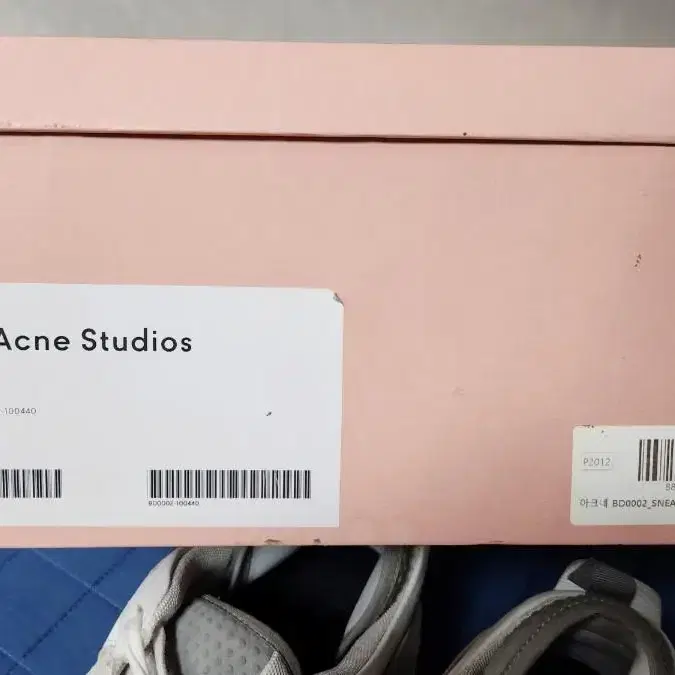 Acne Studios
-100440
BD0002-100440
P2012
88
아크네 BD0002_SNEA